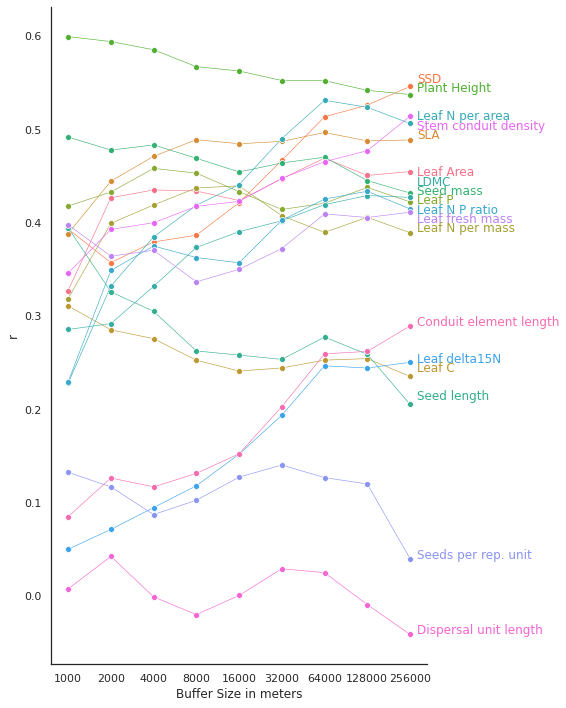 0.6
0.5
0.4
0.3
0.2
0.1
0.0
r
SSD
Plant Height
Leaf N per area
Stem conduit density
SLA
Leaf Area
LDMC
Seed mass
Leaf P
Leaf N P ratio
Leaf fresh mass
Leaf N per mass
Conduit element length
Leaf delta15N
Leaf C
Seed length
Seeds per rep. unit
Dispersal unit length
1000 2000 4000 8000 16000 32000 64000 128000 256000
Buffer Size in meters